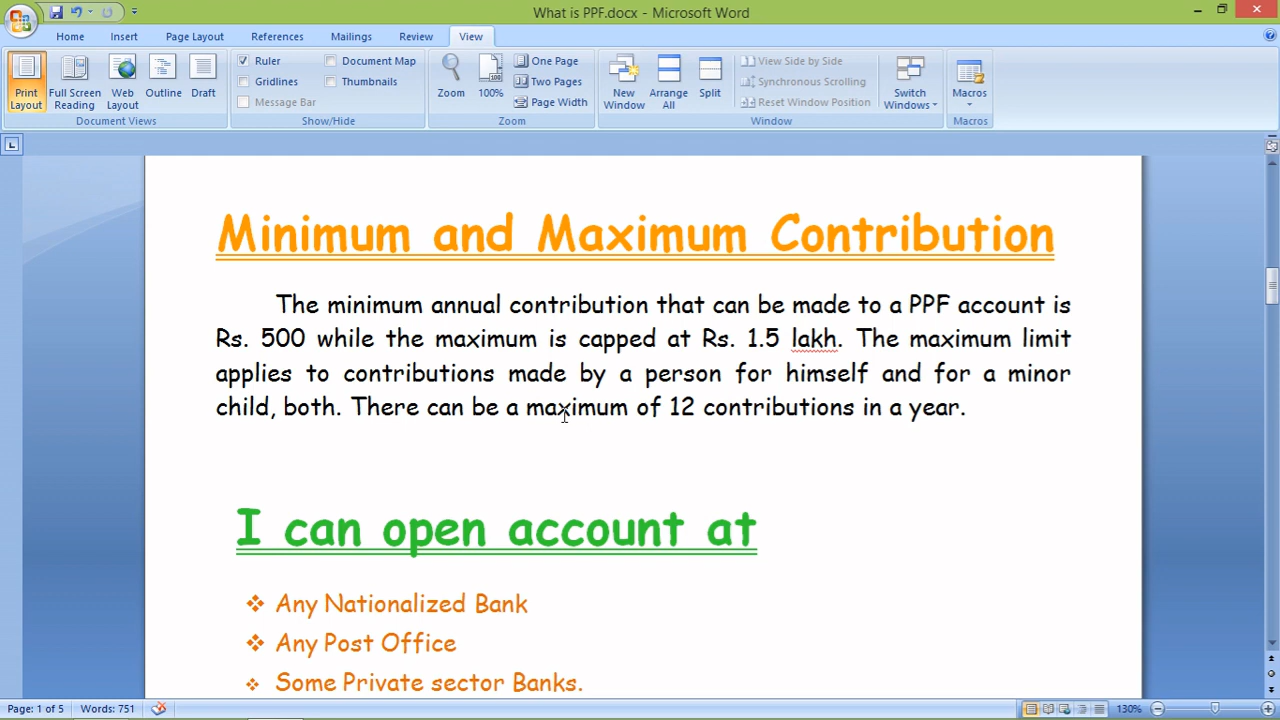 What is PPF.docx - Microsoft Word
Home Insert Page Layout References Mailings Review View
Print Layout
Full Screen Reading
Web Layout
Outline
Draft
Document Views
Ruler
Gridlines
Message Bar
Document Map
Thumbnails
Show/Hide
Zoom
100%
One Page
Two Pages
Page Width
Zoom
New Window
Arrange All
Split
View Side by Side
Synchronous Scrolling
Reset Window Position
Switch Windows
Window
Macros
Macros
Minimum and Maximum Contribution
The minimum annual contribution that can be made to a PPF account is
Rs. 500 while the maximum is capped at Rs. 1.5 lakh. The maximum limit
applies to contributions made by a person for himself and for a minor
child, both. There can be a maximum of 12 contributions in a year.
I can open account at
❖ Any Nationalized Bank
❖ Any Post Office
❖ Some Private sector Banks.
Page: 1 of 5 Words: 751 130%